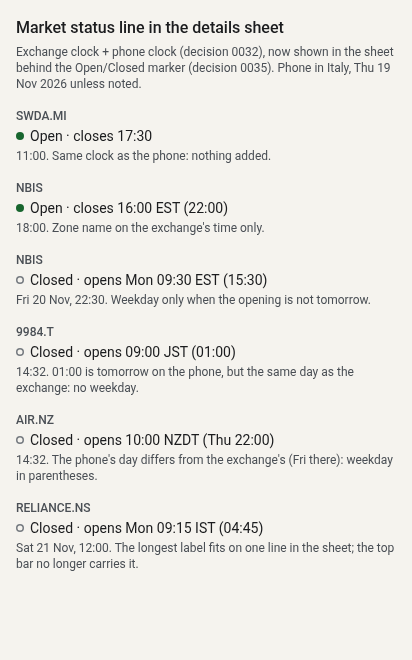 Market status line in the details sheet
Exchange clock + phone clock (decision 0032), now shown in the sheet
behind the Open/Closed marker (decision 0035). Phone in Italy, Thu 19
Nov 2026 unless noted.
SWDA.MI
Open · closes 17:30
11:00. Same clock as the phone: nothing added.
NBIS
Open · closes 16:00 EST (22:00)
18:00. Zone name on the exchange's time only.
NBIS
Closed · opens Mon 09:30 EST (15:30)
Fri 20 Nov, 22:30. Weekday only when the opening is not tomorrow.
9984.T
Closed · opens 09:00 JST (01:00)
14:32. 01:00 is tomorrow on the phone, but the same day as the
exchange: no weekday.
AIR.NZ
Closed · opens 10:00 NZDT (Thu 22:00)
14:32. The phone's day differs from the exchange's (Fri there): weekday
in parentheses.
RELIANCE.NS
Closed · opens Mon 09:15 IST (04:45)
Sat 21 Nov, 12:00. The longest label fits on one line in the sheet; the top
bar no longer carries it.